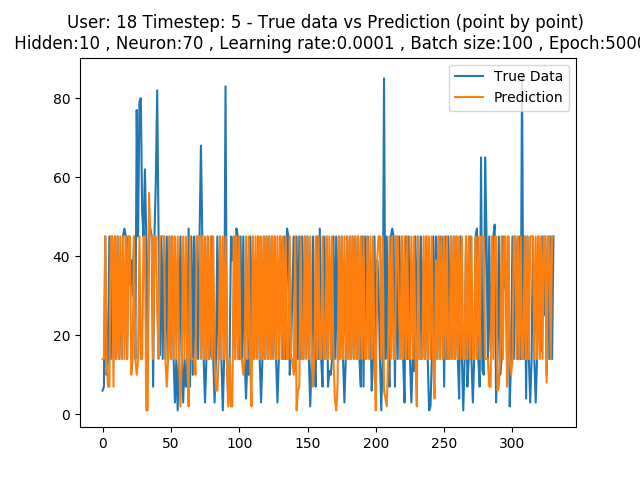 User: 18 Timestep: 5 - True data vs Prediction (point by point)
Hidden:10 , Neuron:70 , Learning rate:0.0001 , Batch size:100 , Epoch:5000
True Data
Prediction
80
60
40
20
0
0 50 100 150 200 250 300